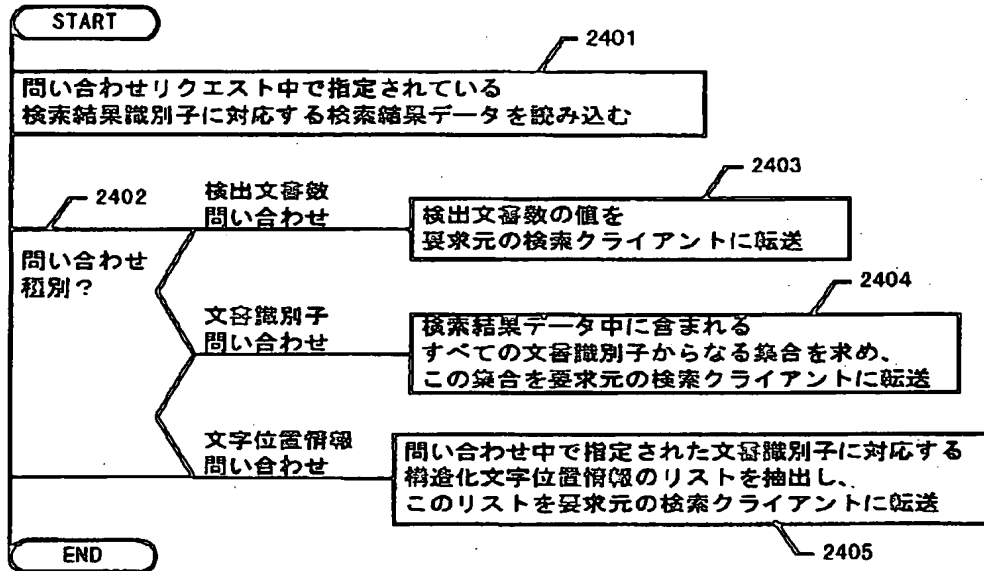 START
2401
問い合わせリクエスト中で指定されている
検索結果識別子に対応する検索結果データを読み込む
2402
検出文書数
問い合わせ
2403
検出文書数の値を
要求元の検索クライアントに転送
問い合わせ
種別?
2404
文書識別子
問い合わせ
検索結果データ中に含まれる
すべての文書識別子からなる集合を求め、
この集合を要求元の検索クライアントに転送
文字位置情報
問い合わせ
問い合わせ中で指定された文書識別子に対応する
構造化文字位置情報のリストを抽出し、
このリストを要求元の検索クライアントに転送
2405
END